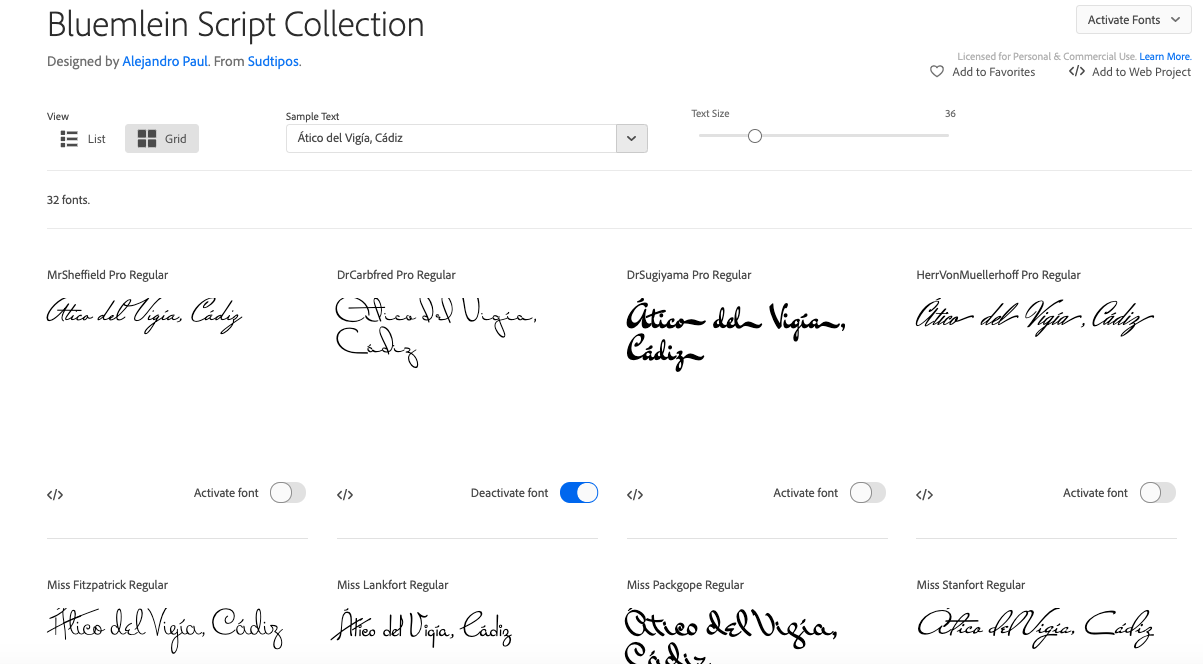 Bluemlein Script Collection
Activate Fonts
Designed by Alejandro Paul. From Sudtipos.
Licensed for Personal & Commercial Use. Learn More.
Add to Favorites
</> Add to Web Project
View
List
Grid
Sample Text
Ático del Vigía, Cádiz
Text Size
36
32 fonts.
MrSheffield Pro Regular
Ático del Vigía, Cádiz
DrCarbfred Pro Regular
Ático del Vigía,
Cádiz
DrSugiyama Pro Regular
Ático del Vigía,
Cádiz
HerrVonMuellerhoff Pro Regular
Ático del Vigía, Cádiz
</> Activate font
</> Deactivate font
</> Activate font
</> Activate font
Miss Fitzpatrick Regular
Ático del Vigía, Cádiz
Miss Lankfort Regular
Ático del Vigía, Cádiz
Miss Packgope Regular
Ático del Vigía,
Cádiz
Miss Stanfort Regular
Ático del Vigía, Cádiz